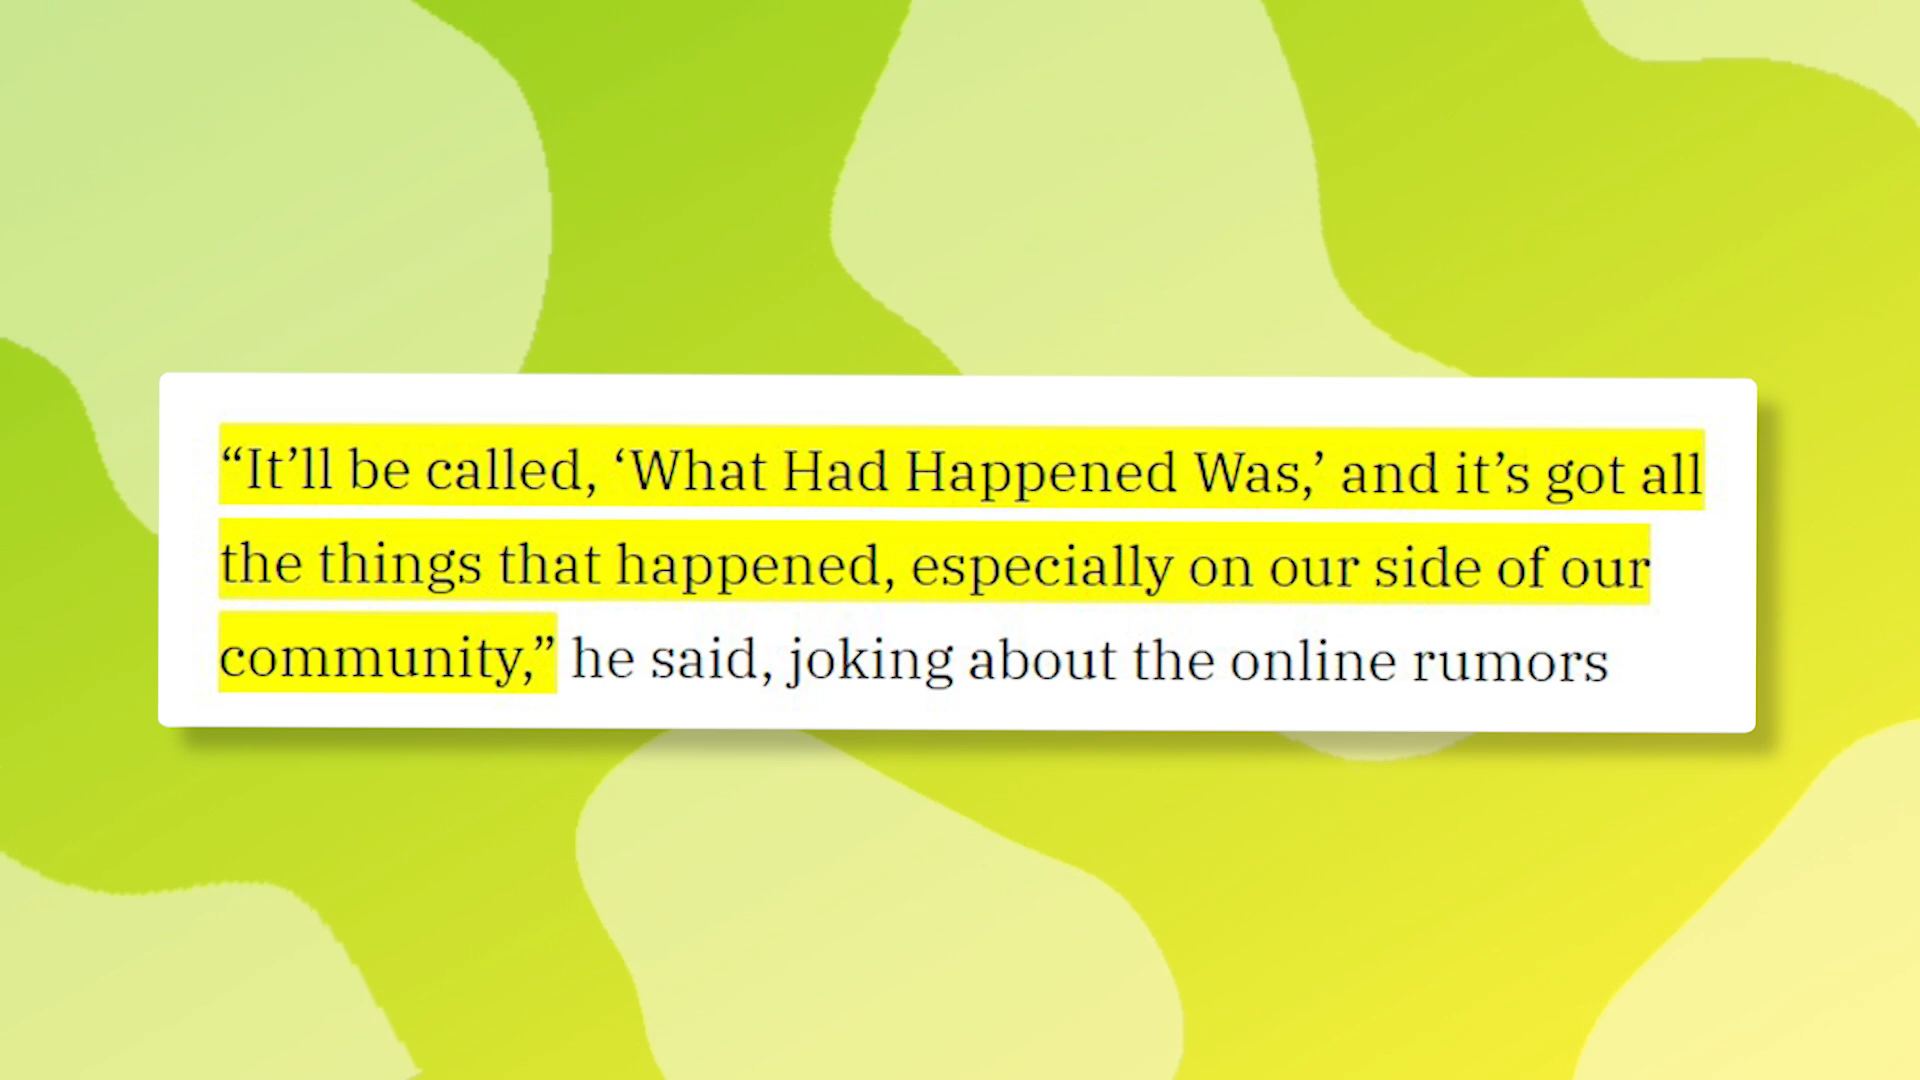 “It’ll be called, ‘What Had Happened Was,’ and it’s got all
the things that happened, especially on our side of our
community,” he said, joking about the online rumors